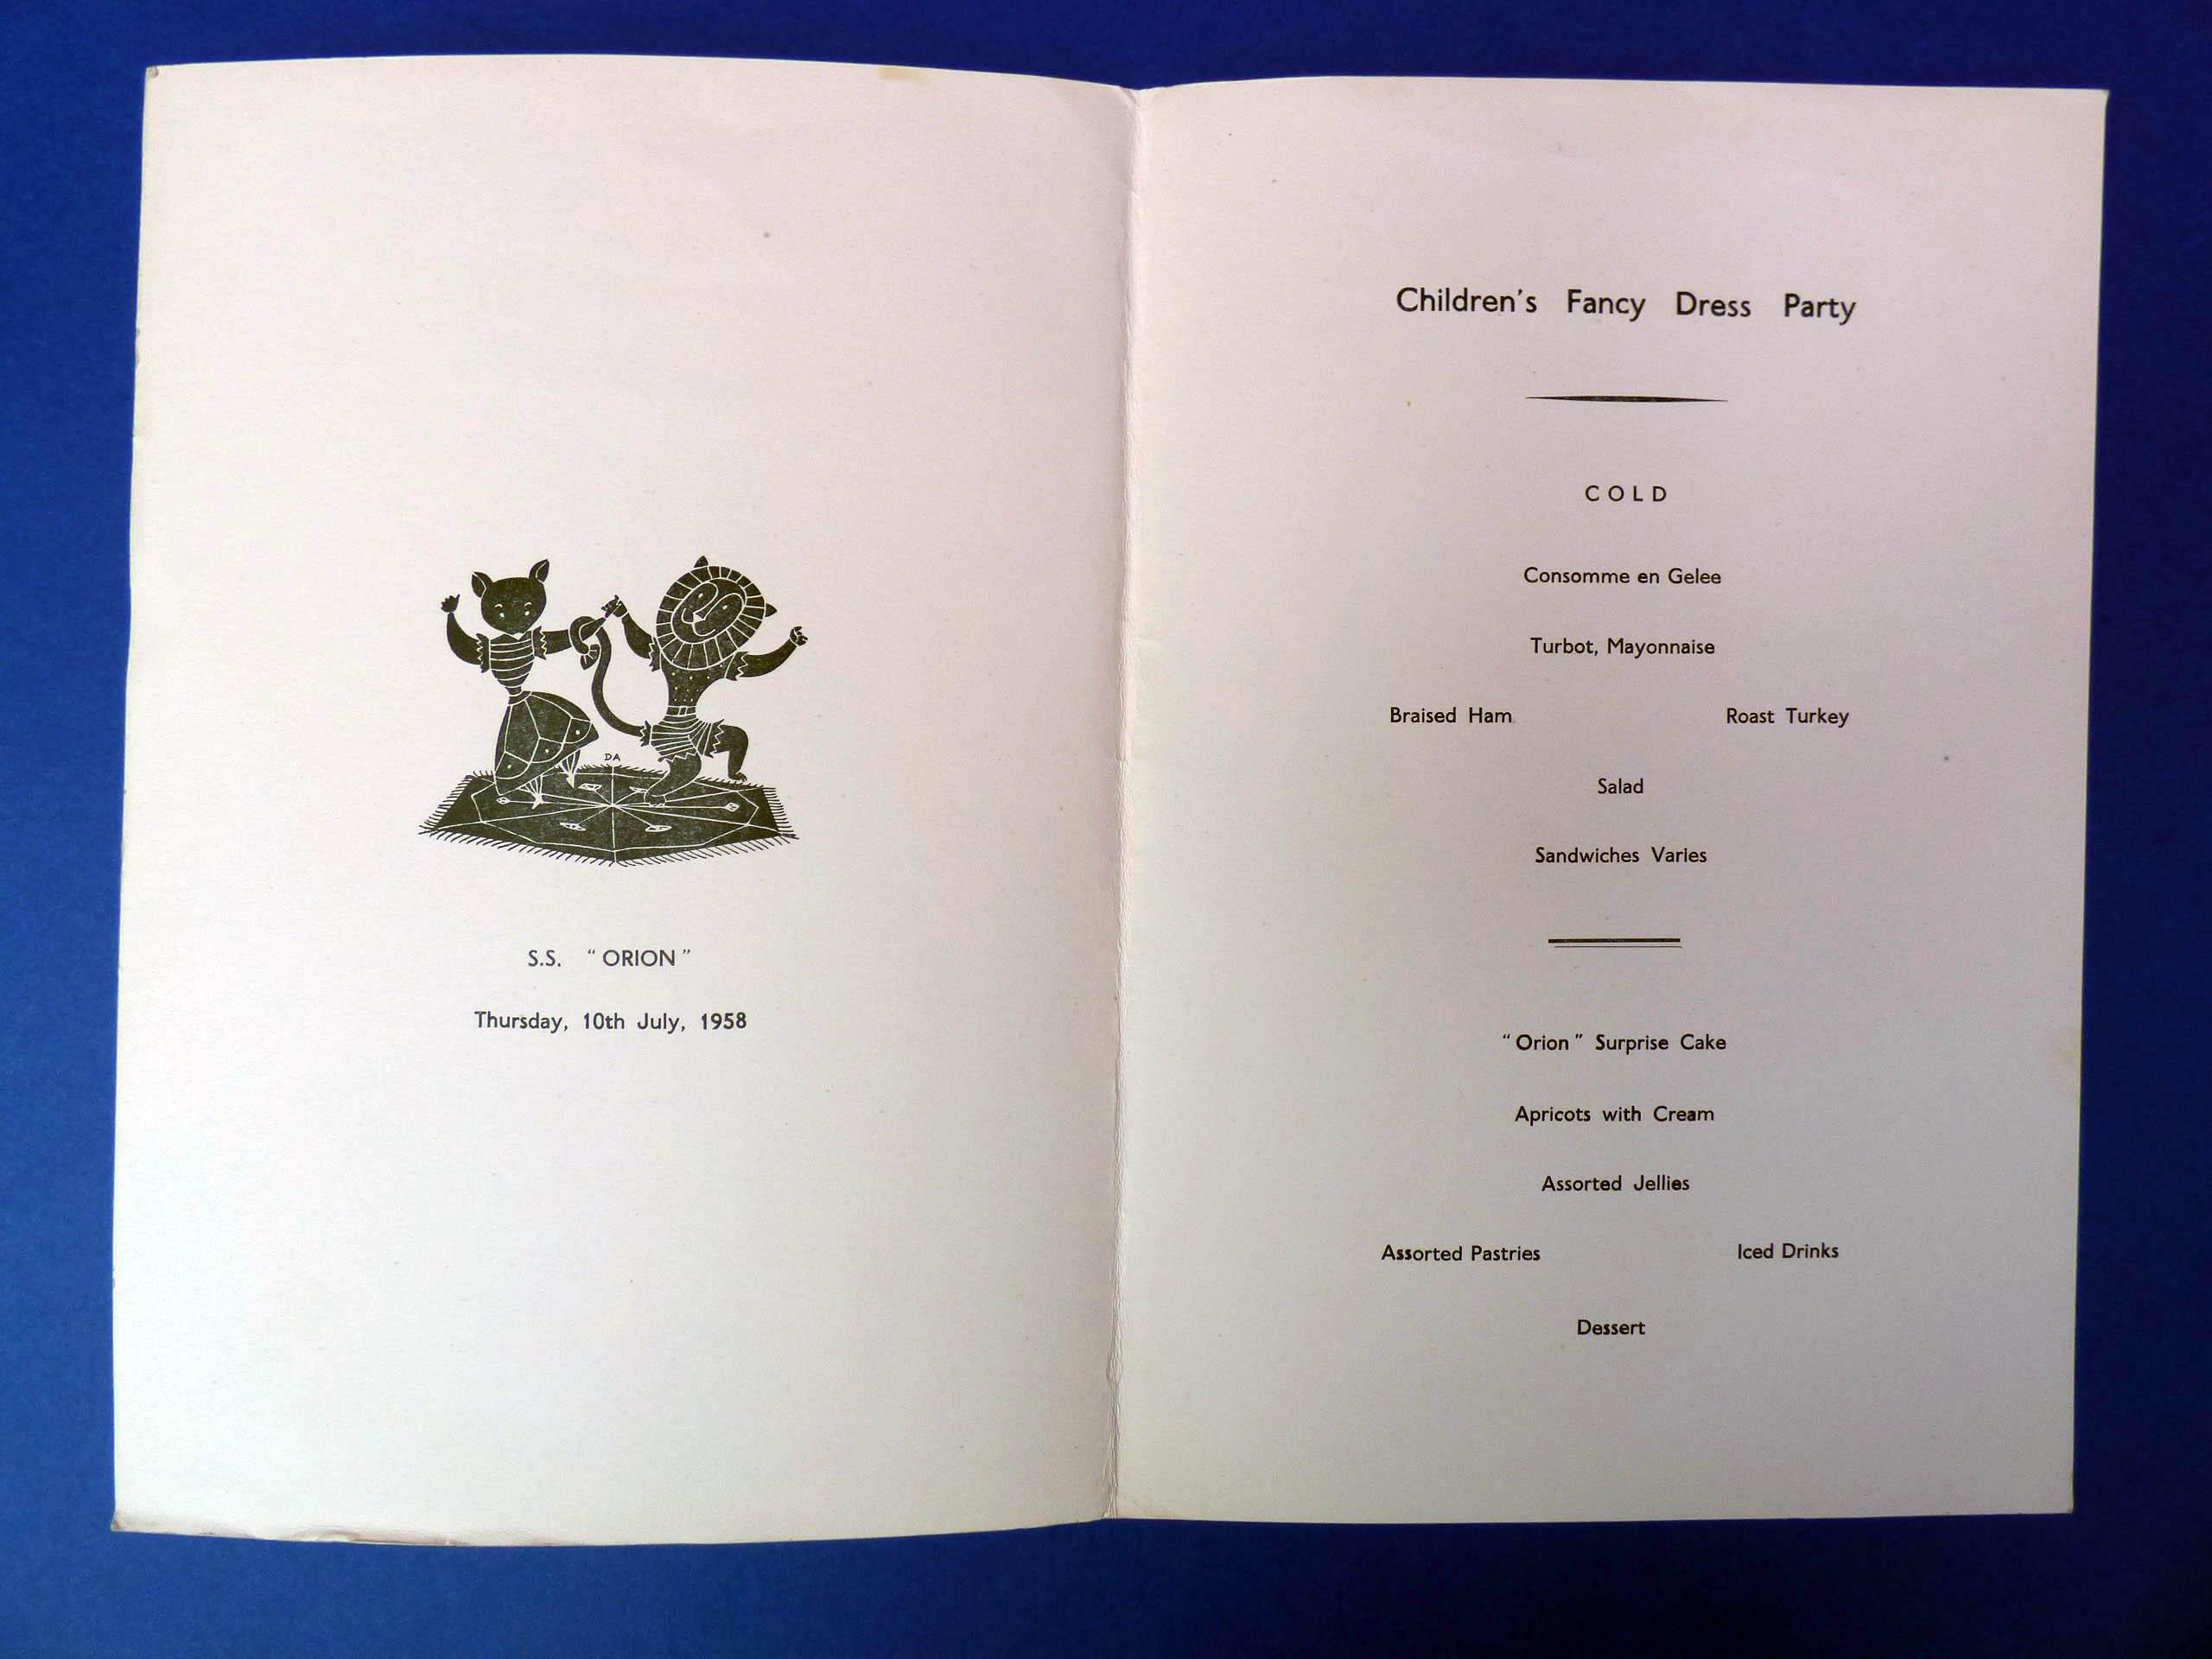 DA
S.S. "ORION"
Thursday, 10th July, 1958
Children's Fancy Dress Party
COLD
Consomme en Gelee
Turbot, Mayonnaise
Braised Ham Roast Turkey
Salad
Sandwiches Varies
"Orion" Surprise Cake
Apricots with Cream
Assorted Jellies
Assorted Pastries Iced Drinks
Dessert